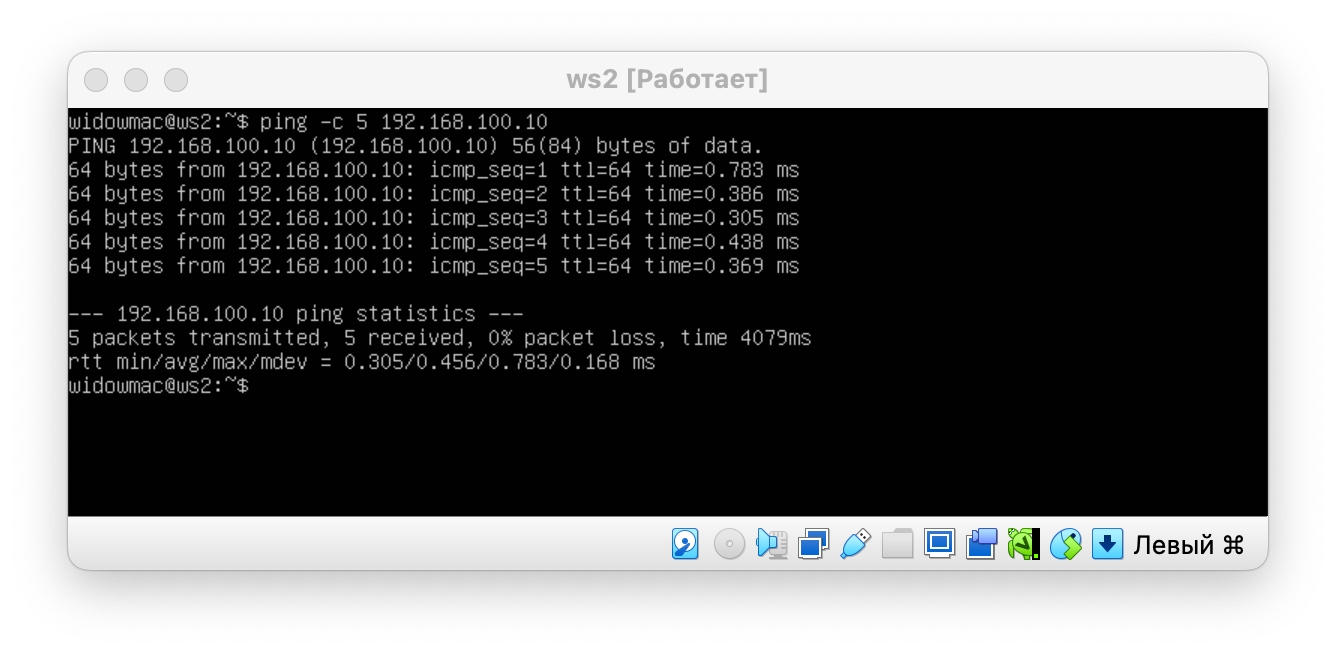 ws2 [Работает]
widowmac@ws2:~$ ping -c 5 192.168.100.10
PING 192.168.100.10 (192.168.100.10) 56(84) bytes of data.
64 bytes from 192.168.100.10: icmp_seq=1 ttl=64 time=0.783 ms
64 bytes from 192.168.100.10: icmp_seq=2 ttl=64 time=0.386 ms
64 bytes from 192.168.100.10: icmp_seq=3 ttl=64 time=0.305 ms
64 bytes from 192.168.100.10: icmp_seq=4 ttl=64 time=0.438 ms
64 bytes from 192.168.100.10: icmp_seq=5 ttl=64 time=0.369 ms
--- 192.168.100.10 ping statistics ---
5 packets transmitted, 5 received, 0% packet loss, time 4079ms
rtt min/avg/max/mdev = 0.305/0.456/0.783/0.168 ms
widowmac@ws2:~$
Левый ⌘